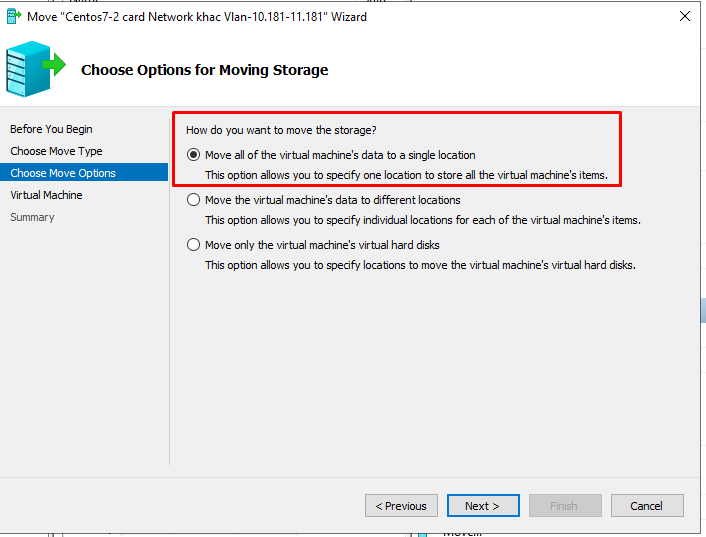 Move "Centos7-2 card Network khac Vlan-10.181-11.181" Wizard
Choose Options for Moving Storage
Before You Begin
Choose Move Type
Choose Move Options
Virtual Machine
Summary
How do you want to move the storage?
Move all of the virtual machine's data to a single location
This option allows you to specify one location to store all the virtual machine's items.
Move the virtual machine's data to different locations
This option allows you to specify individual locations for each of the virtual machine's items.
Move only the virtual machine's virtual hard disks
This option allows you to specify locations to move the virtual machine's virtual hard disks.
< Previous
Next >
Finish
Cancel